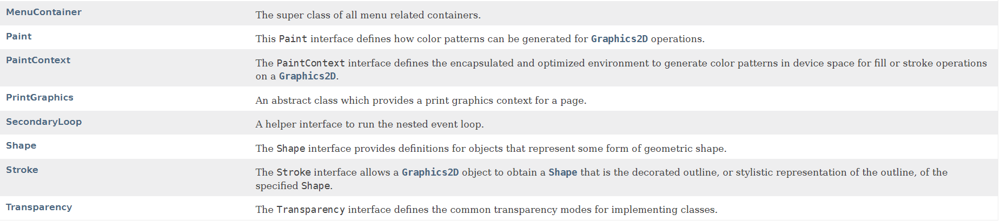 MenuContainer
The super class of all menu related containers.
Paint
This Paint interface defines how color patterns can be generated for Graphics2D operations.
PaintContext
The PaintContext interface defines the encapsulated and optimized environment to generate color patterns in device space for fill or stroke operations
on a Graphics2D.
PrintGraphics
An abstract class which provides a print graphics context for a page.
SecondaryLoop
A helper interface to run the nested event loop.
Shape
The Shape interface provides definitions for objects that represent some form of geometric shape.
Stroke
The Stroke interface allows a Graphics2D object to obtain a Shape that is the decorated outline, or stylistic representation of the outline, of the
specified Shape.
Transparency
The Transparency interface defines the common transparency modes for implementing classes.